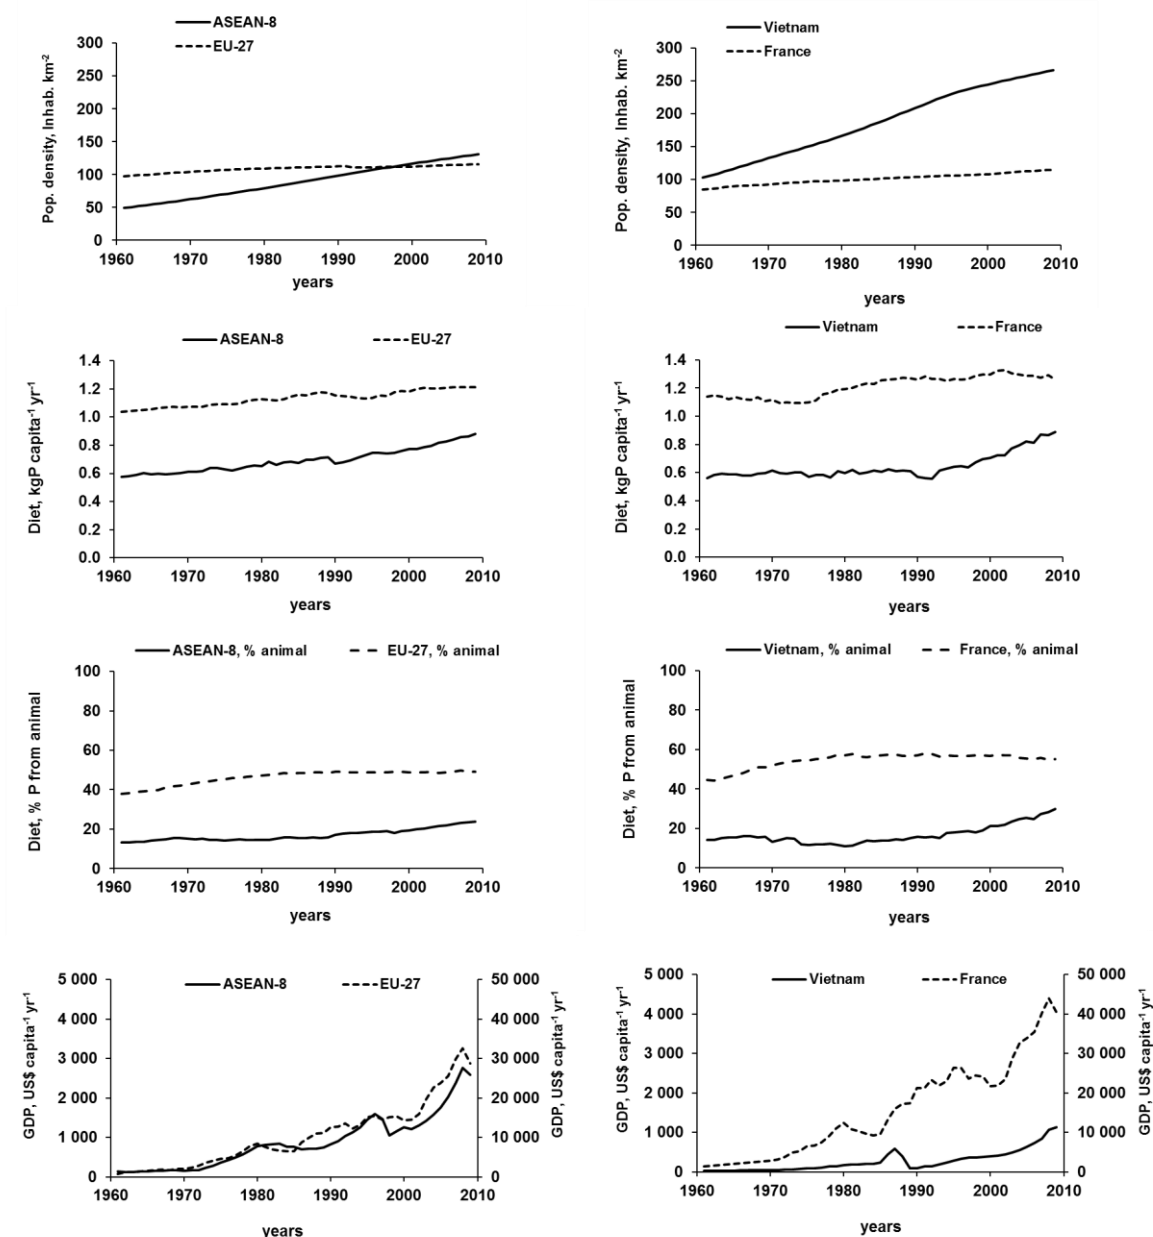 ASEAN-8
EU-27
Pop. density, Inhab. km-2
300
250
200
150
100
50
0
1960 1970 1980 1990 2000 2010
years
Vietnam
France
Pop. density, Inhab. km-2
300
250
200
150
100
50
0
1960 1970 1980 1990 2000 2010
years
ASEAN-8 EU-27
Diet, kgP capita-1 yr-1
1.4
1.2
1.0
0.8
0.6
0.4
0.2
0.0
1960 1970 1980 1990 2000 2010
years
Vietnam France
Diet, kgP capita-1 yr-1
1.4
1.2
1.0
0.8
0.6
0.4
0.2
0.0
1960 1970 1980 1990 2000 2010
years
ASEAN-8, % animal EU-27, % animal
Diet, % P from animal
100
80
60
40
20
0
1960 1970 1980 1990 2000 2010
years
Vietnam, % animal France, % animal
Diet, % P from animal
100
80
60
40
20
0
1960 1970 1980 1990 2000 2010
years
ASEAN-8 EU-27
GDP, US$ capita-1 yr-1
5 000 50 000
4 000 40 000
3 000 30 000
2 000 20 000
1 000 10 000
0 0
1960 1970 1980 1990 2000 2010
GDP, US$ capita-1 yr-1
years
Vietnam France
GDP, US$ capita-1 yr-1
5 000 50 000
4 000 40 000
3 000 30 000
2 000 20 000
1 000 10 000
0 0
1960 1970 1980 1990 2000 2010
GDP, US$ capita-1 yr-1
years